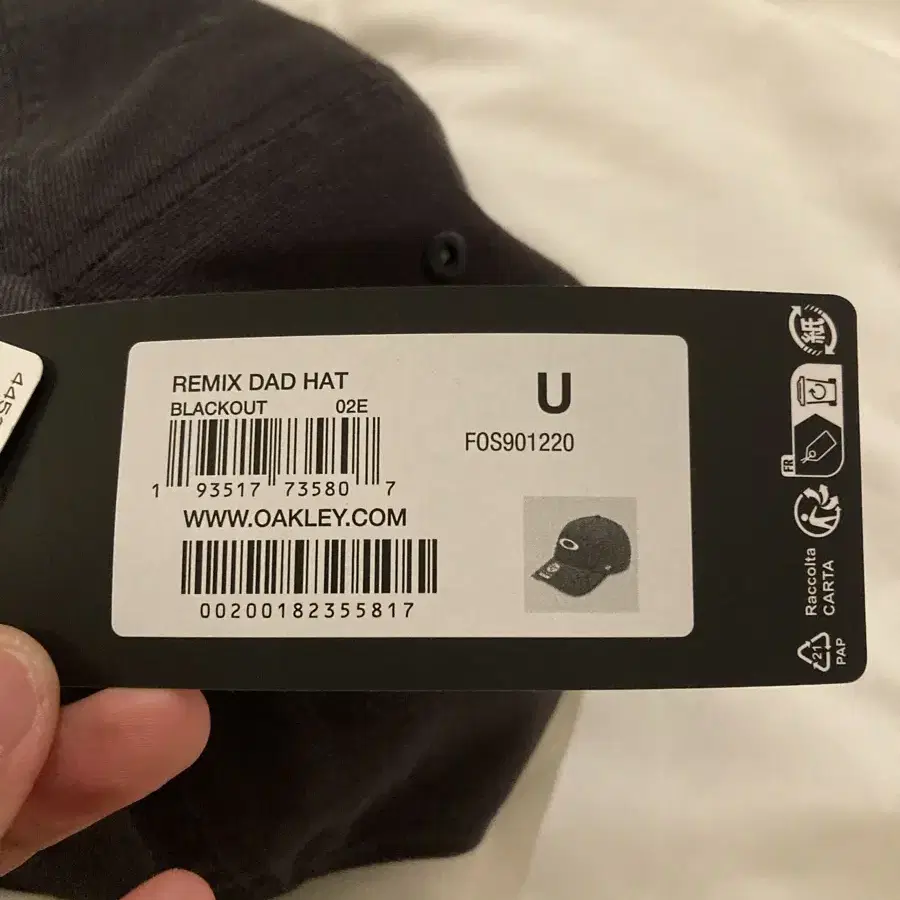 REMIX DAD HAT
BLACKOUT 02E
1 93517 73580 7
WWW.OAKLEY.COM
00200182355817
U
FOS901220
紙
FR
Raccolta
CARTA
21
PAP